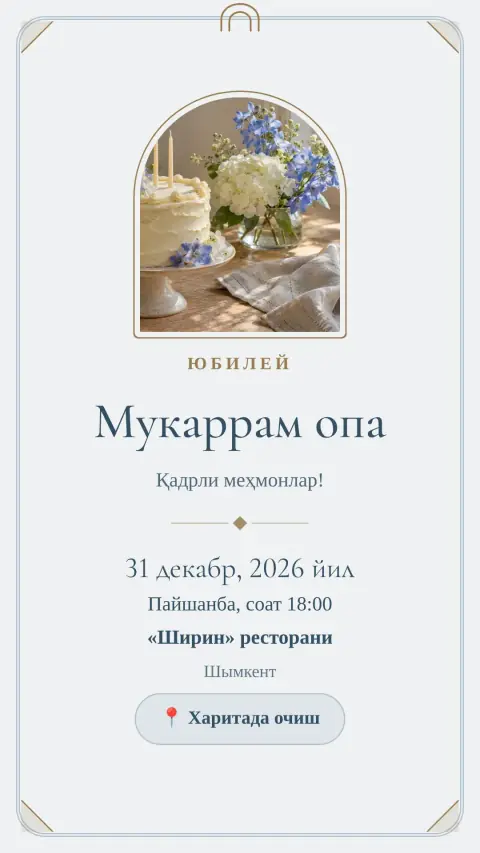 ЮБИЛЕЙ
Мукаррам опа
Қадрли меҳмонлар!
31 декабр, 2026 йил
Пайшанба, соат 18:00
«Ширин» ресторани
Шымкент
📍 Харитада очиш